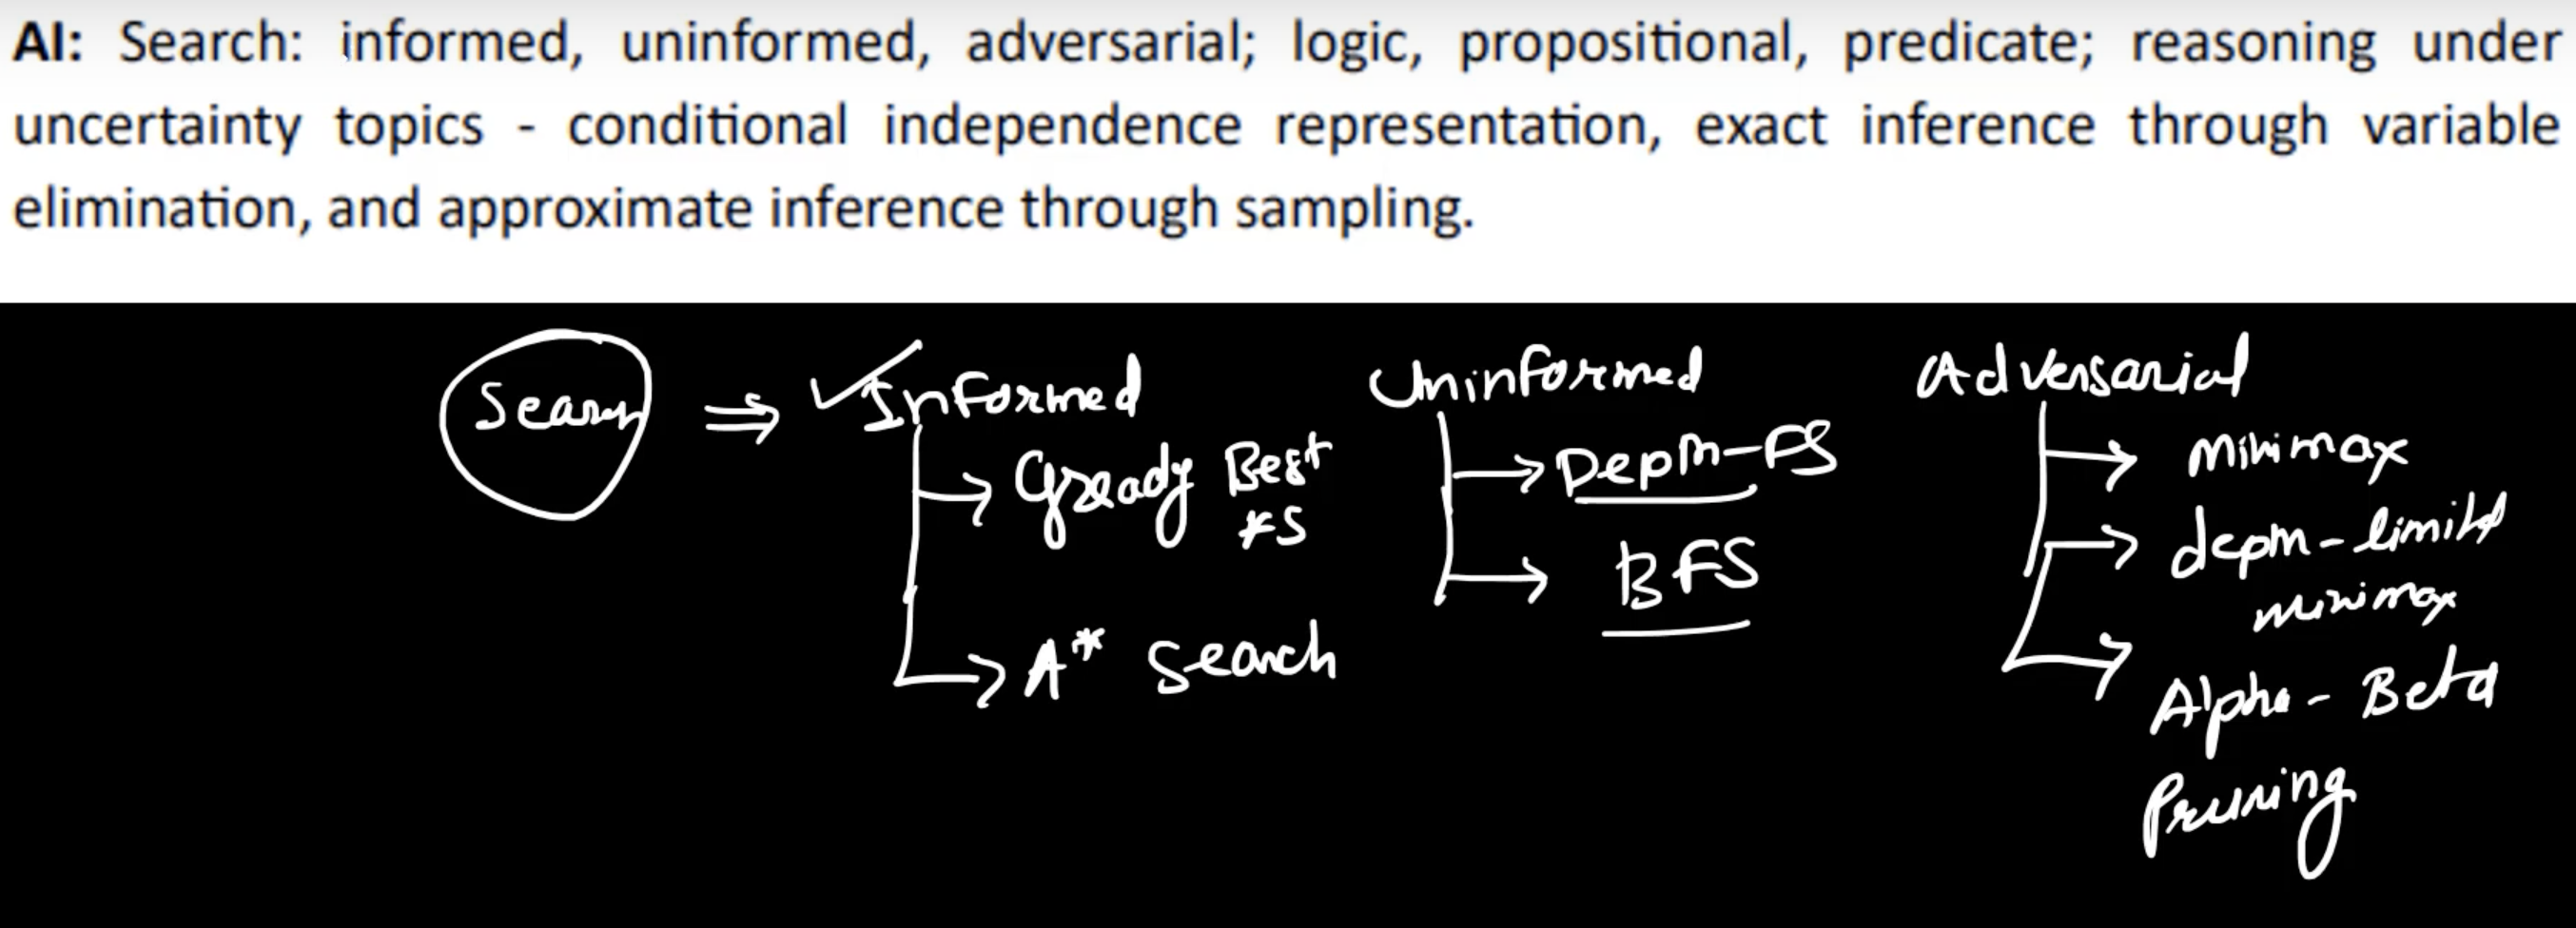 AI: Search: informed, uninformed, adversarial; logic, propositional, predicate; reasoning under
uncertainty topics - conditional independence representation, exact inference through variable
elimination, and approximate inference through sampling.
Search ⇒ ✓Informed
→ Gready Best
FS
→ A* Search
Uninformed
→ Depth-FS
→ BFS
Adversarial
→ Minimax
→ depth-limited
minimax
→ Alpha - Beta
Pruning